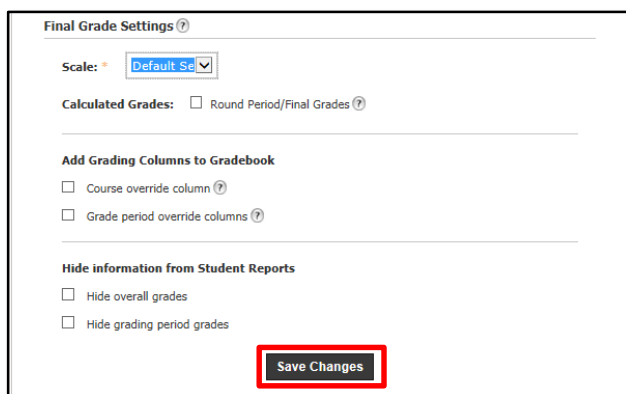 Final Grade Settings ?
Scale: * Default Se
Calculated Grades: Round Period/Final Grades ?
Add Grading Columns to Gradebook
Course override column ?
Grade period override columns ?
Hide information from Student Reports
Hide overall grades
Hide grading period grades
Save Changes